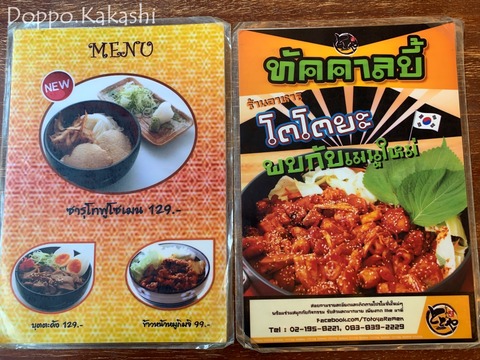 Doppo Kakashi
MENU
NEW
ซารุโทฟูโซเมน 129.-
บุตตะด้ง 129.-
ข้าวหน้าหมูกิมจิ 99.-
ทัคคาลบี้
ร้านอาหาร
โตโตยะ
พบกับเมนูใหม่
Facebook.com/TotoyaRamen
Tel : 02-195-8221, 083-839-2229